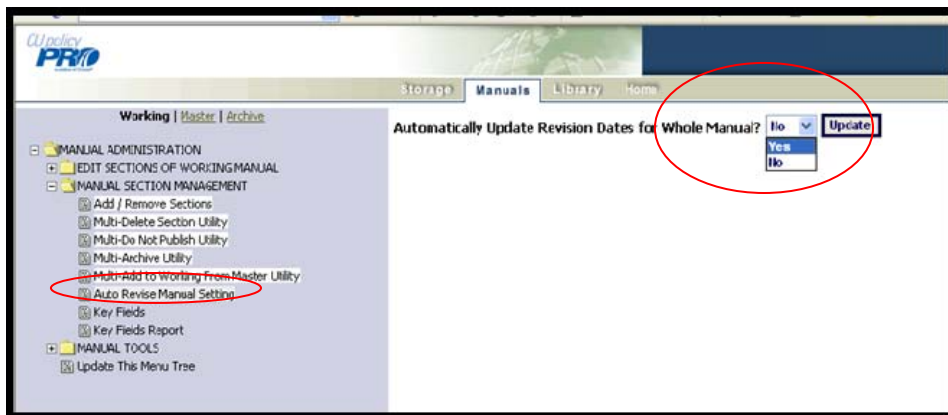 CU policy
PRO
Storage Manuals Library Home
Working | Master | Archive
Automatically Update Revision Dates for Whole Manual? No Update
Yes
No
MANUAL ADMINISTRATION
EDIT SECTIONS OF WORKING MANUAL
MANUAL SECTION MANAGEMENT
Add / Remove Sections
Multi-Delete Section Utility
Multi-Do Not Publish Utility
Multi-Archive Utility
Multi-Add to Working From Master Utility
Auto Revise Manual Setting
Key Fields
Key Fields Report
MANUAL TOOLS
Update This Menu Tree